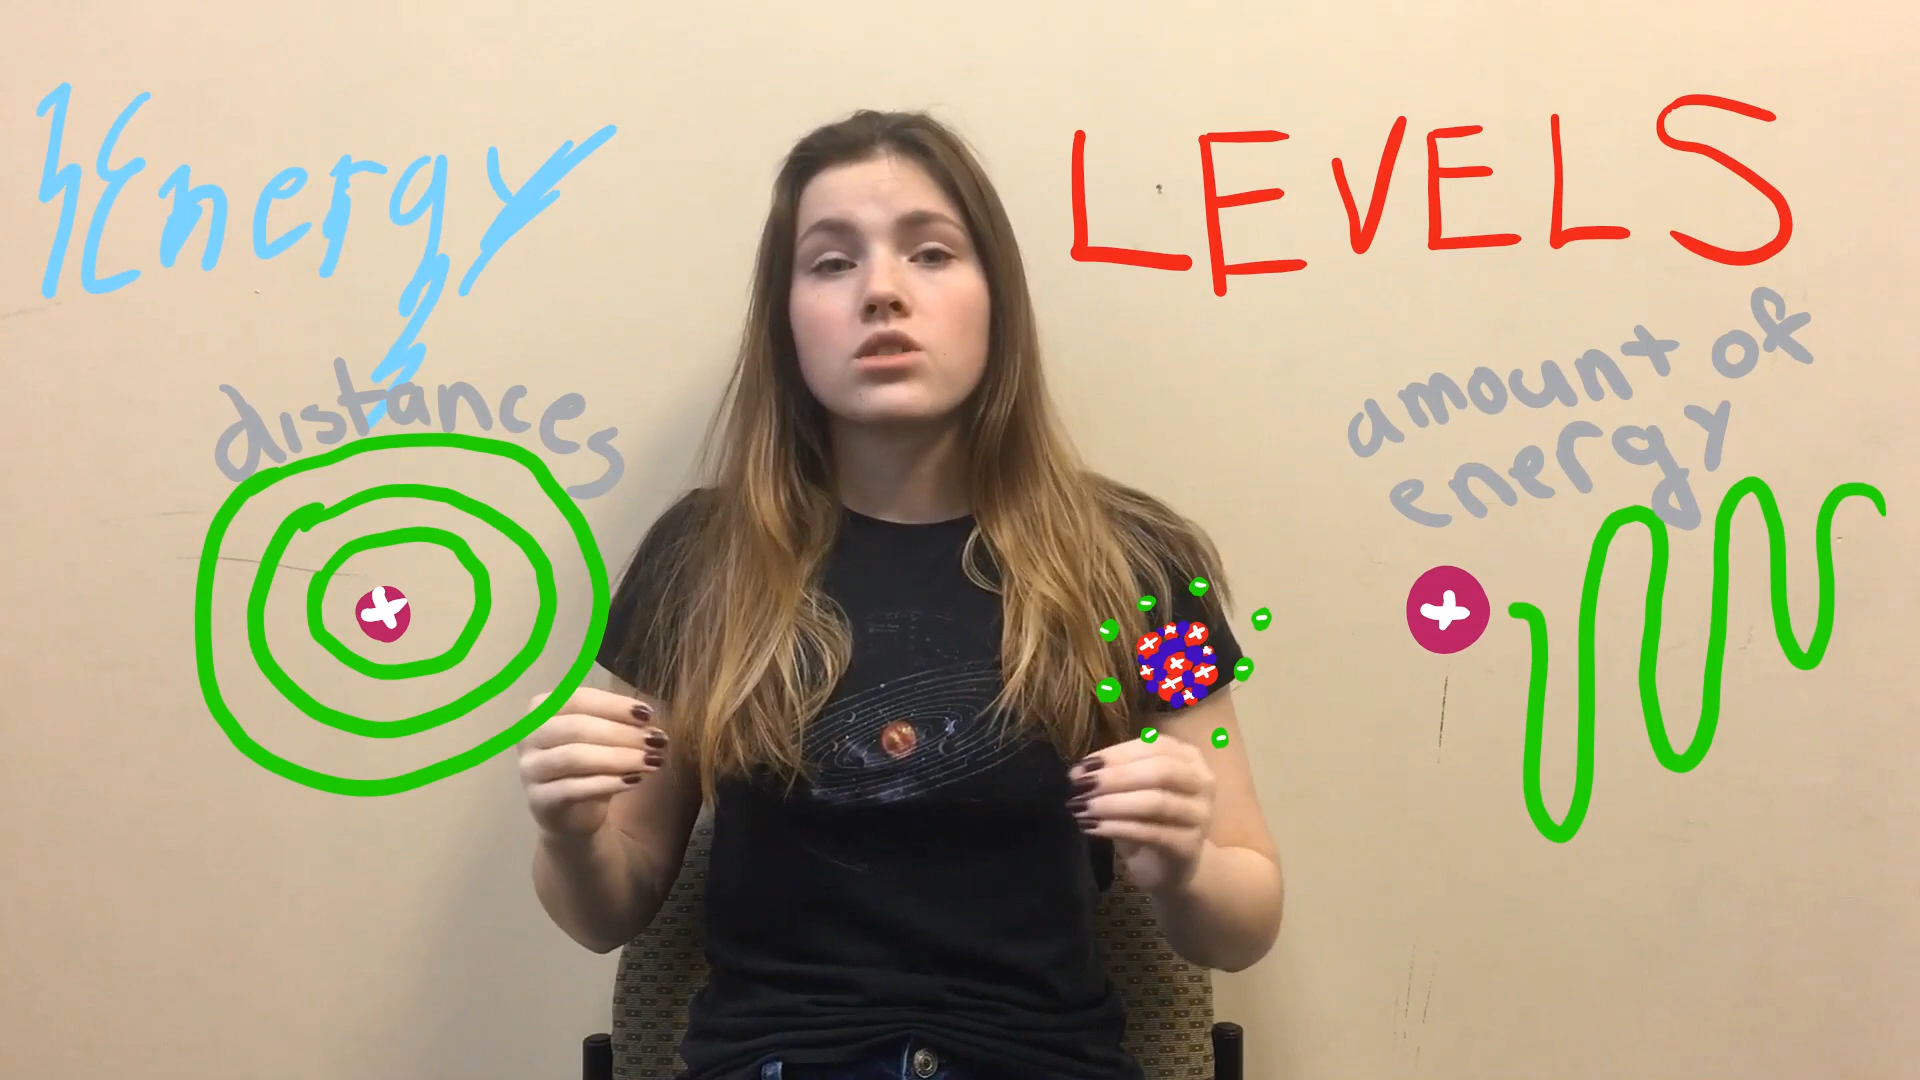 Energy LEVELS
distances
amount of
energy